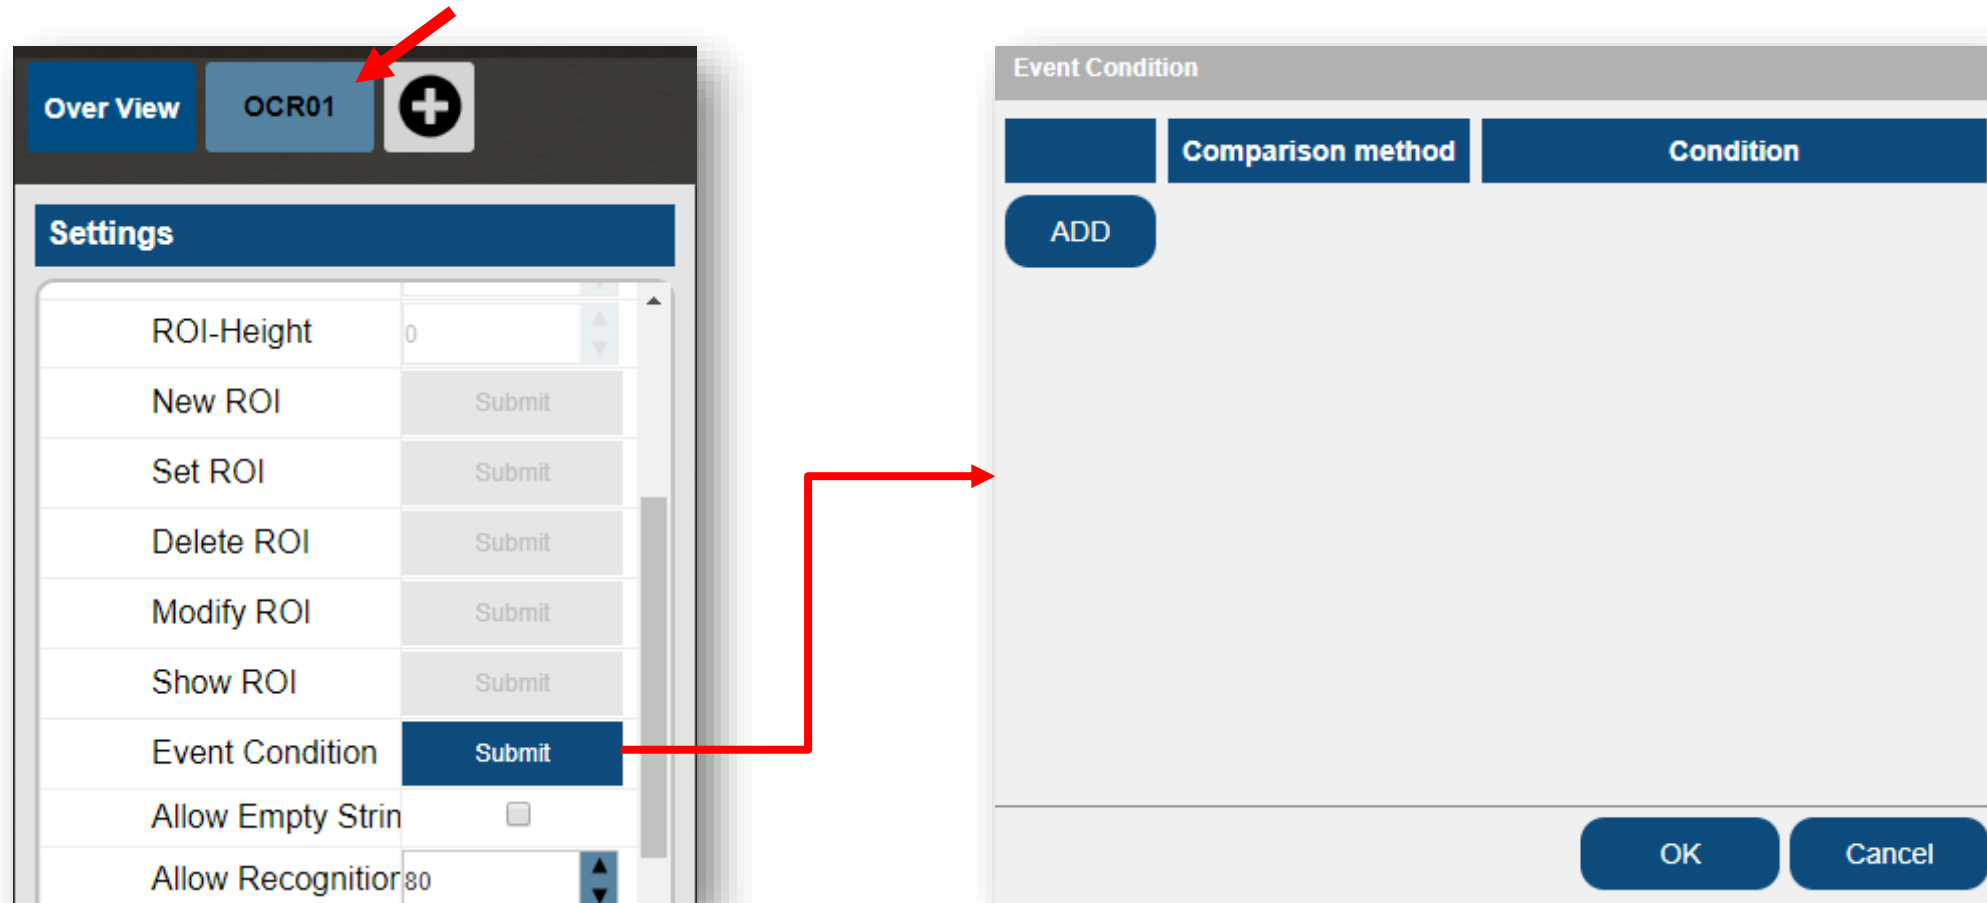 Over View OCR01
Settings
ROI-Height 0
New ROI Submit
Set ROI Submit
Delete ROI Submit
Modify ROI Submit
Show ROI Submit
Event Condition Submit
Allow Empty Strin
Allow Recognition 80
Event Condition
Comparison method Condition
ADD
OK Cancel